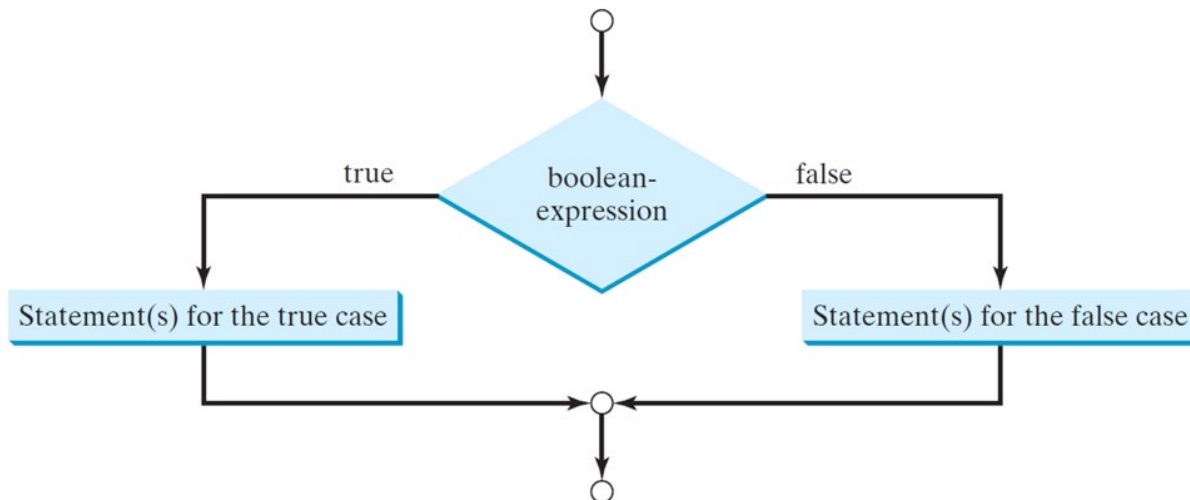 true
boolean-
expression
false
Statement(s) for the true case
Statement(s) for the false case